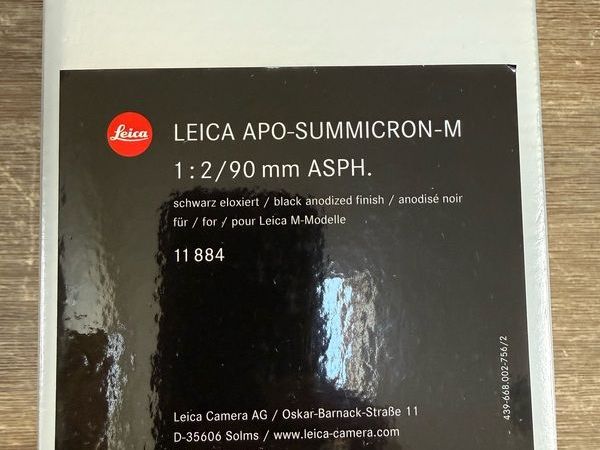 Leica
LEICA APO-SUMMICRON-M
1 : 2 / 90 mm ASPH.
schwarz eloxiert / black anodized finish / anodisé noir
für / for / pour Leica M-Modelle
11 884
439-668.002-756/2
Leica Camera AG / Oskar-Barnack-Straße 11
D-35606 Solms / www.leica-camera.com